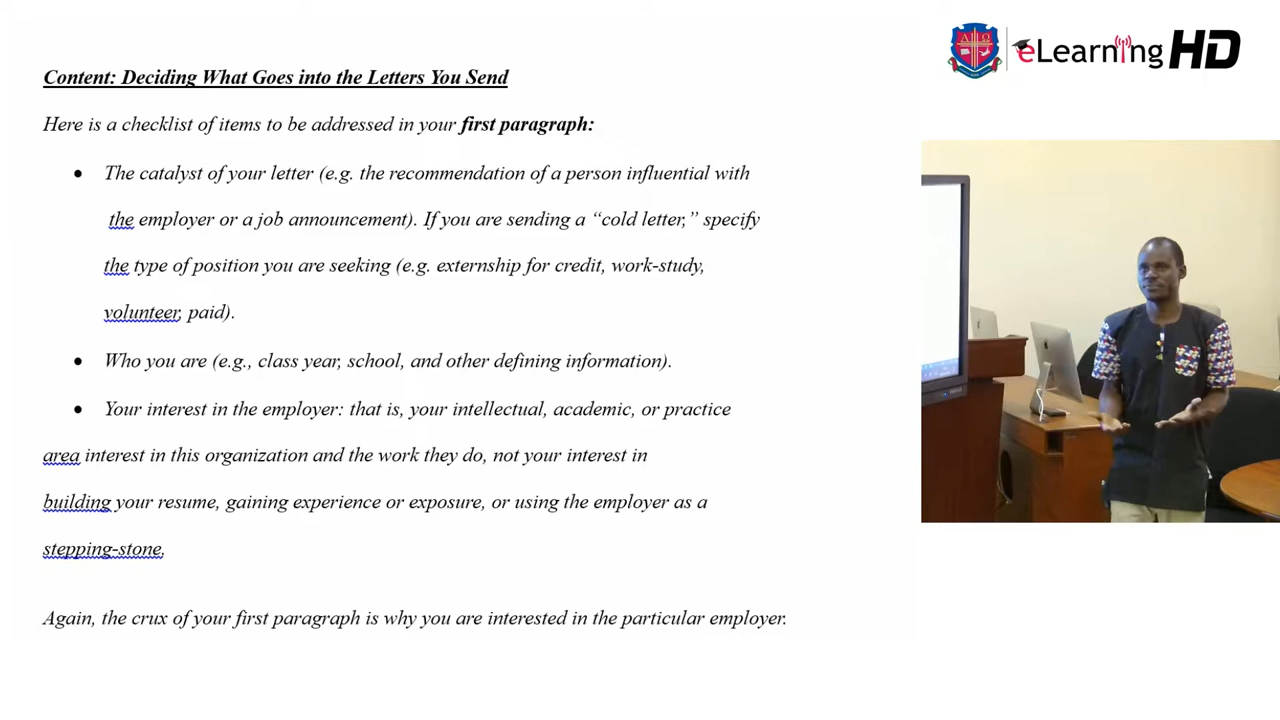 Content: Deciding What Goes into the Letters You Send
Here is a checklist of items to be addressed in your first paragraph:
• The catalyst of your letter (e.g. the recommendation of a person influential with
the employer or a job announcement). If you are sending a “cold letter,” specify
the type of position you are seeking (e.g. externship for credit, work-study,
volunteer, paid).
• Who you are (e.g., class year, school, and other defining information).
• Your interest in the employer: that is, your intellectual, academic, or practice
area interest in this organization and the work they do, not your interest in
building your resume, gaining experience or exposure, or using the employer as a
stepping-stone.
Again, the crux of your first paragraph is why you are interested in the particular employer.
eLearning HD